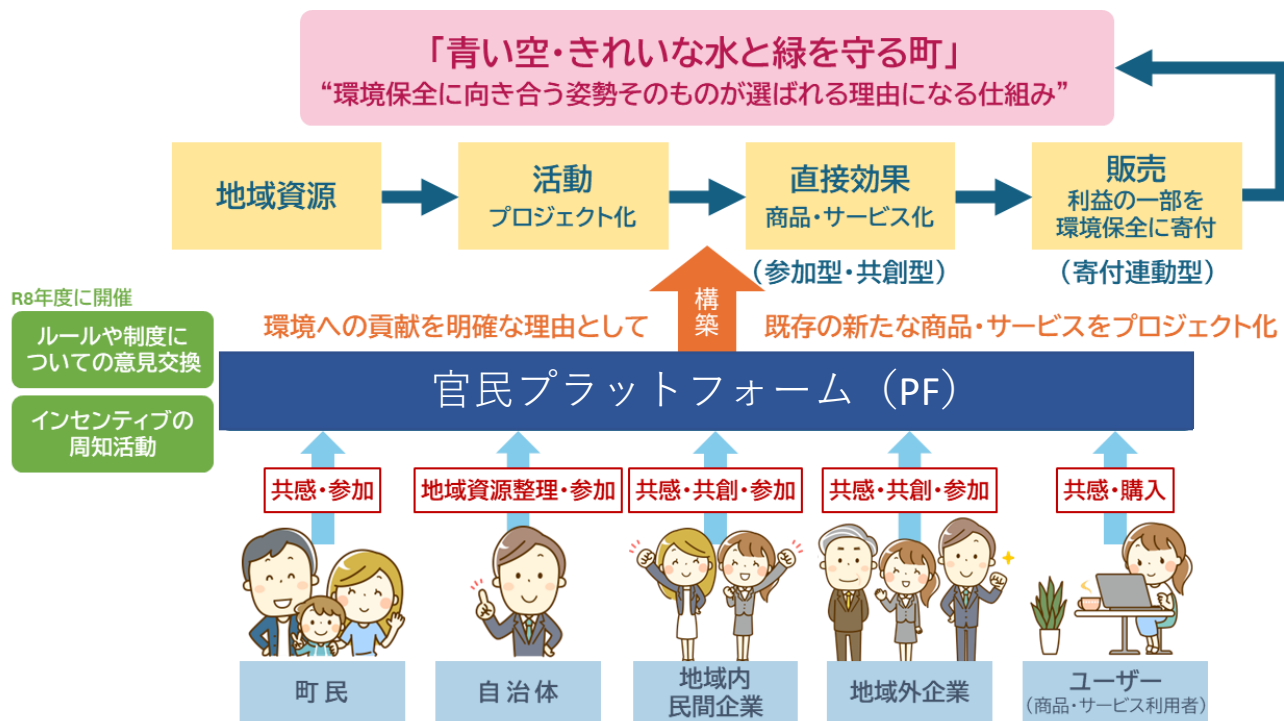 「青い空・きれいな水と緑を守る町」
“環境保全に向き合う姿勢そのものが選ばれる理由になる仕組み”
地域資源
活動
プロジェクト化
直接効果
商品・サービス化
販売
利益の一部を
環境保全に寄付
（参加型・共創型）
（寄付連動型）
R8年度に開催
ルールや制度に
ついての意見交換
インセンティブの
周知活動
環境への貢献を明確な理由として
構築
既存の新たな商品・サービスをプロジェクト化
官民プラットフォーム（PF）
共感・参加
地域資源整理・参加
共感・共創・参加
共感・共創・参加
共感・購入
町民
自治体
地域内
民間企業
地域外企業
ユーザー
（商品・サービス利用者）